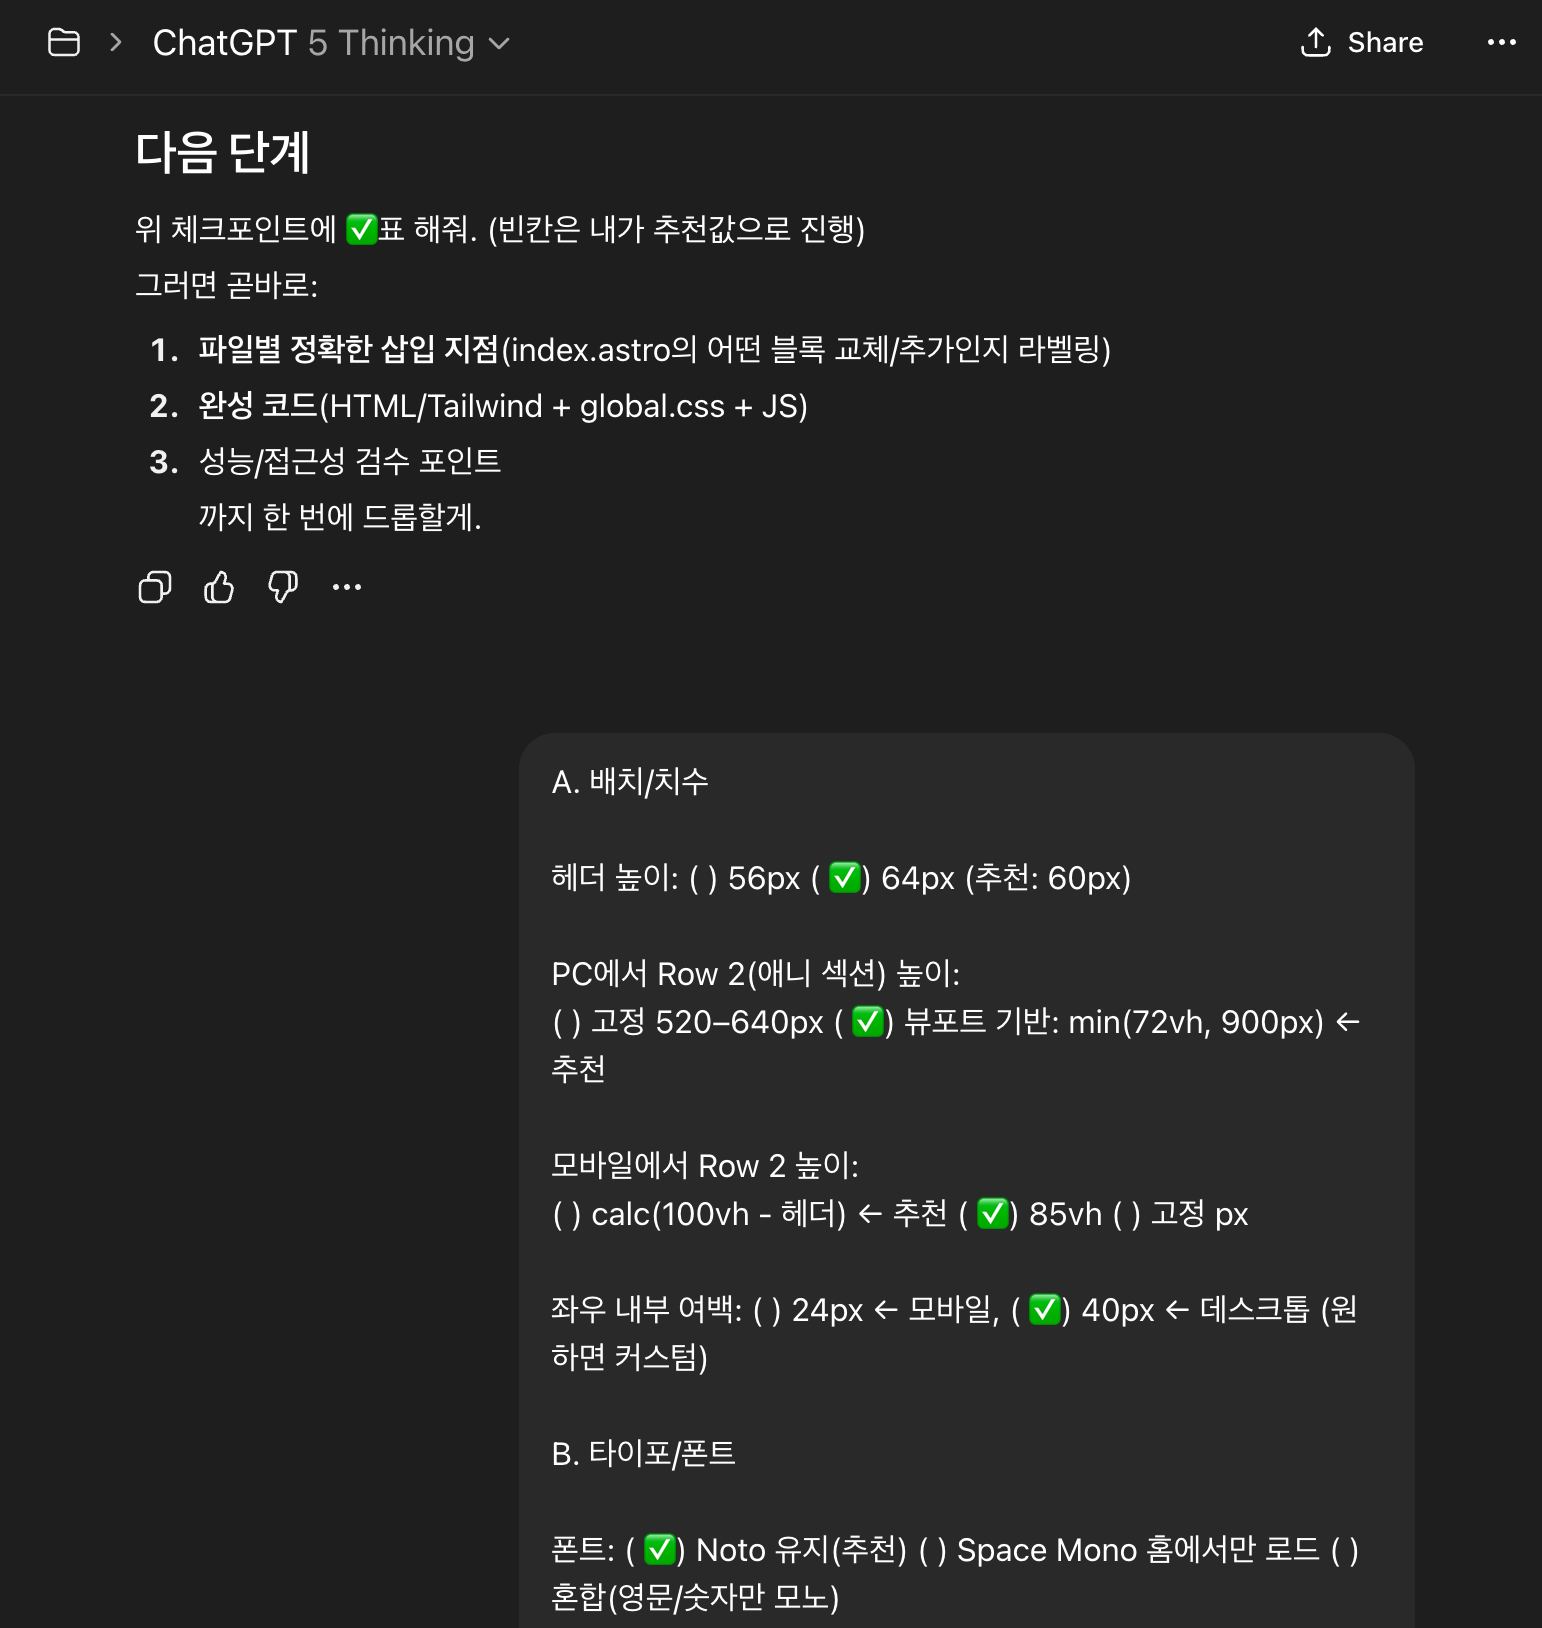 ChatGPT 5 Thinking
Share
다음 단계
위 체크포인트에 ✅표 해줘. (빈칸은 내가 추천값으로 진행)
그러면 곧바로:
1. 파일별 정확한 삽입 지점(index.astro의 어떤 블록 교체/추가인지 라벨링)
2. 완성 코드(HTML/Tailwind + global.css + JS)
3. 성능/접근성 검수 포인트
까지 한 번에 드롭할게.
A. 배치/치수
헤더 높이: ( ) 56px ( ✅) 64px (추천: 60px)
PC에서 Row 2(애니 섹션) 높이:
( ) 고정 520–640px ( ✅) 뷰포트 기반: min(72vh, 900px) ←
추천
모바일에서 Row 2 높이:
( ) calc(100vh - 헤더) ← 추천 ( ✅) 85vh ( ) 고정 px
좌우 내부 여백: ( ) 24px ← 모바일, ( ✅) 40px ← 데스크톱 (원
하면 커스텀)
B. 타이포/폰트
폰트: ( ✅) Noto 유지(추천) ( ) Space Mono 홈에서만 로드 ( )
혼합(영문/숫자만 모노)